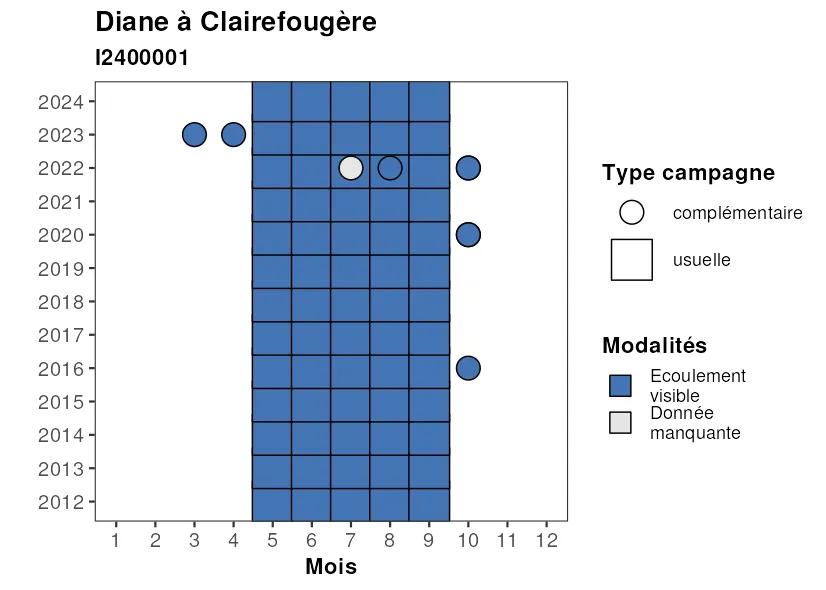 Diane à Clairefougère
I2400001
2024
2023
2022
2021
2020
2019
2018
2017
2016
2015
2014
2013
2012
1 2 3 4 5 6 7 8 9 10 11 12
Mois
Type campagne
complémentaire
usuelle
Modalités
Ecoulement
visible
Donnée
manquante